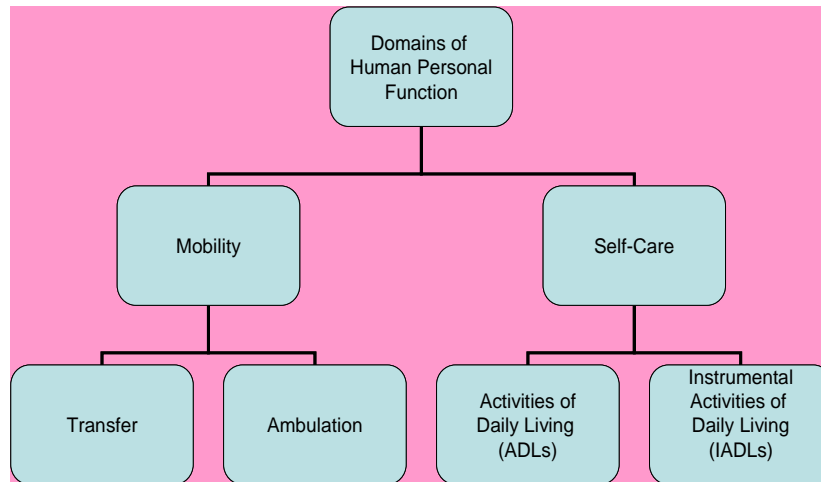 Domains of
Human Personal
Function
Mobility
Self-Care
Transfer
Ambulation
Activities of
Daily Living
(ADLs)
Instrumental
Activities of
Daily Living
(IADLs)